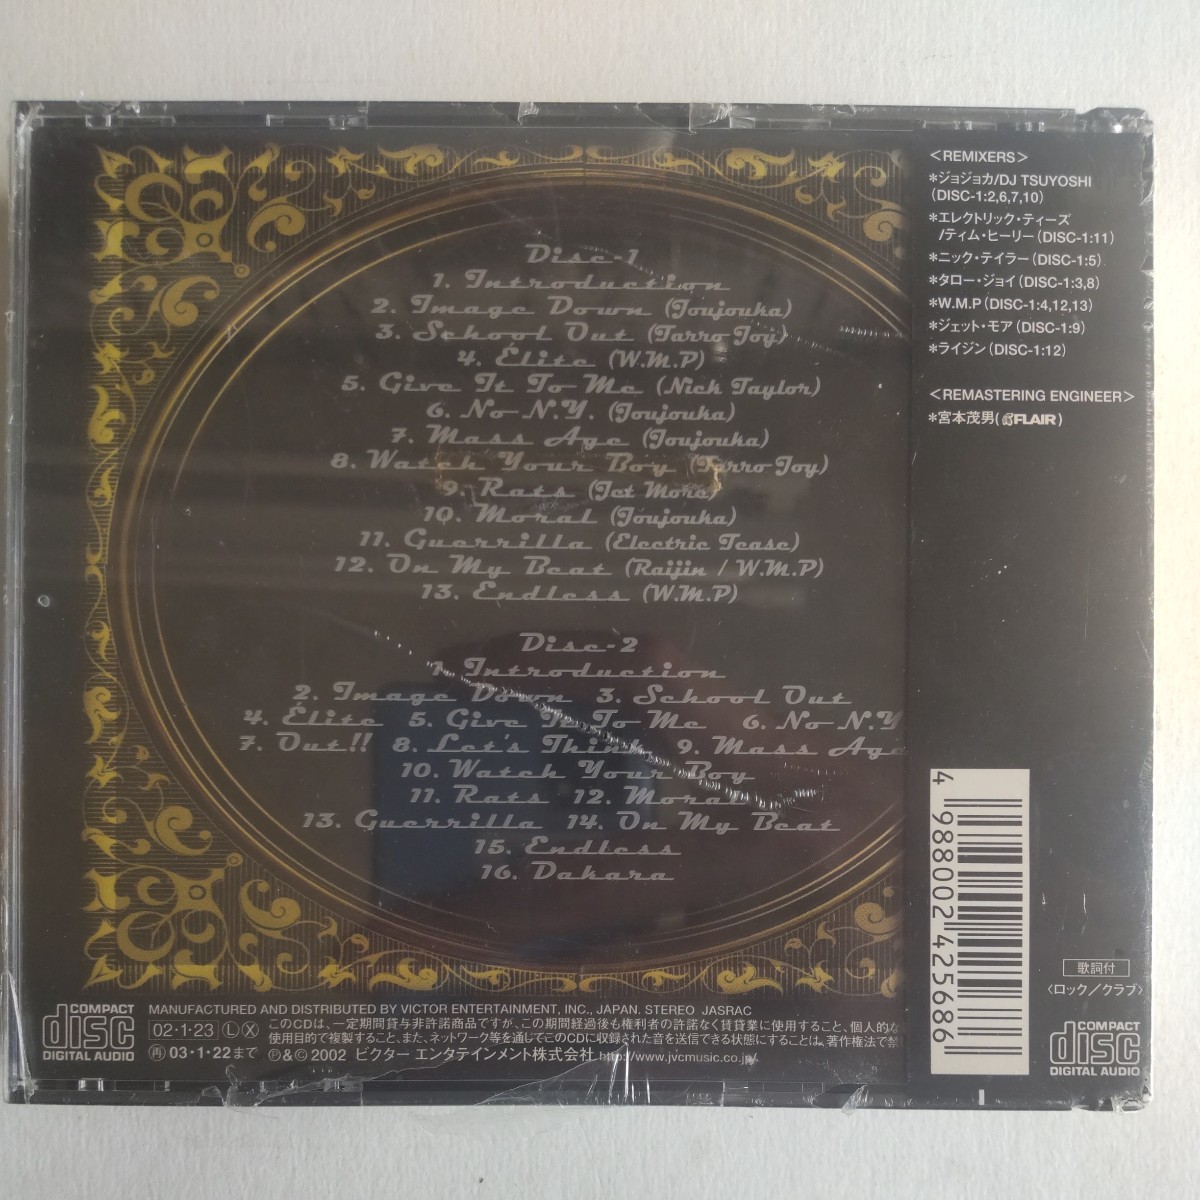 Disc-1
1. Introduction
2. Image Down (Joujouka)
3. School Out (Tarro Joy)
4. Elite (W.M.P)
5. Give It To Me (Nick Taylor)
6. No N.Y. (Joujouka)
7. Mass Age (Joujouka)
8. Watch Your Boy (Tarro Joy)
9. Rats (Jet More)
10. Moral (Joujouka)
11. Guerrilla (Electric Tease)
12. On My Beat (Raijin / W.M.P)
13. Endless (W.M.P)
Disc-2
1. Introduction
2. Image Down 3. School Out
4. Elite 5. Give It To Me 6. No N.Y
7. Out!! 8. Let's Think 9. Mass Age
10. Watch Your Boy
11. Rats 12. Moral
13. Guerrilla 14. On My Beat
15. Endless
16. Dakara
COMPACT
disc
DIGITAL AUDIO
MANUFACTURED AND DISTRIBUTED BY VICTOR ENTERTAINMENT, INC., JAPAN. STEREO JASRAC
02・1・23 Ⓛ Ⓧ このCDは、一定期間貸与非許諾商品ですが、この期間経過後も権利者の許諾なく賃貸業に使用すること、個人的な
使用目的で複製すること、また、ネットワーク等を通じてこのCDに収録された音を送信できる状態にすることは、著作権法で禁
㊥03・1・22まで ℗&© 2002 ビクター エンタテインメント株式会社 http://www.jvcmusic.co.jp/
<REMIXERS>
*ジョジョカ/DJ TSUYOSHI
(DISC-1:2,6,7,10)
*エレクトリック・ティーズ
/ティム・ヒーリー(DISC-1:11)
*ニック・テイラー(DISC-1:5)
*タロー・ジョイ(DISC-1:3,8)
*W.M.P(DISC-1:4,12,13)
*ジェット・モア(DISC-1:9)
*ライジン(DISC-1:12)
<REMASTERING ENGINEER>
*宮本茂男(FLAIR)
4 988002 425686
歌詞付
〈ロック／クラブ〉
COMPACT
disc
DIGITAL AUDIO